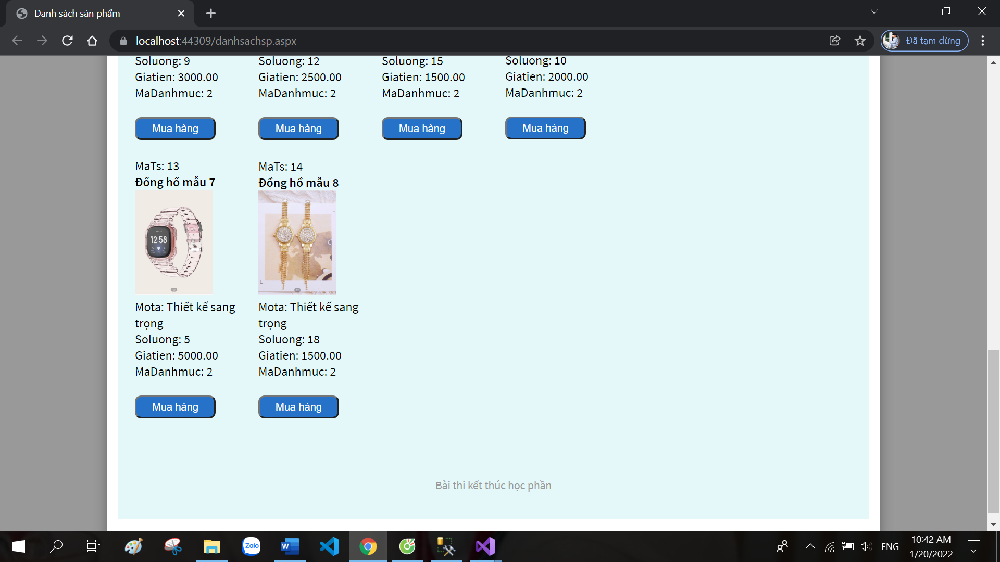 Danh sách sản phẩm
localhost:44309/danhsachsp.aspx
Đã tạm dừng
Soluong: 9
Giatien: 3000.00
MaDanhmuc: 2
Mua hàng
Soluong: 12
Giatien: 2500.00
MaDanhmuc: 2
Mua hàng
Soluong: 15
Giatien: 1500.00
MaDanhmuc: 2
Mua hàng
Soluong: 10
Giatien: 2000.00
MaDanhmuc: 2
Mua hàng
MaTs: 13
Đồng hồ mẫu 7
12:58
Mota: Thiết kế sang
trọng
Soluong: 5
Giatien: 5000.00
MaDanhmuc: 2
Mua hàng
MaTs: 14
Đồng hồ mẫu 8
Mota: Thiết kế sang
trọng
Soluong: 18
Giatien: 1500.00
MaDanhmuc: 2
Mua hàng
Bài thi kết thúc học phần
Zalo
W
ENG
10:42 AM
1/20/2022